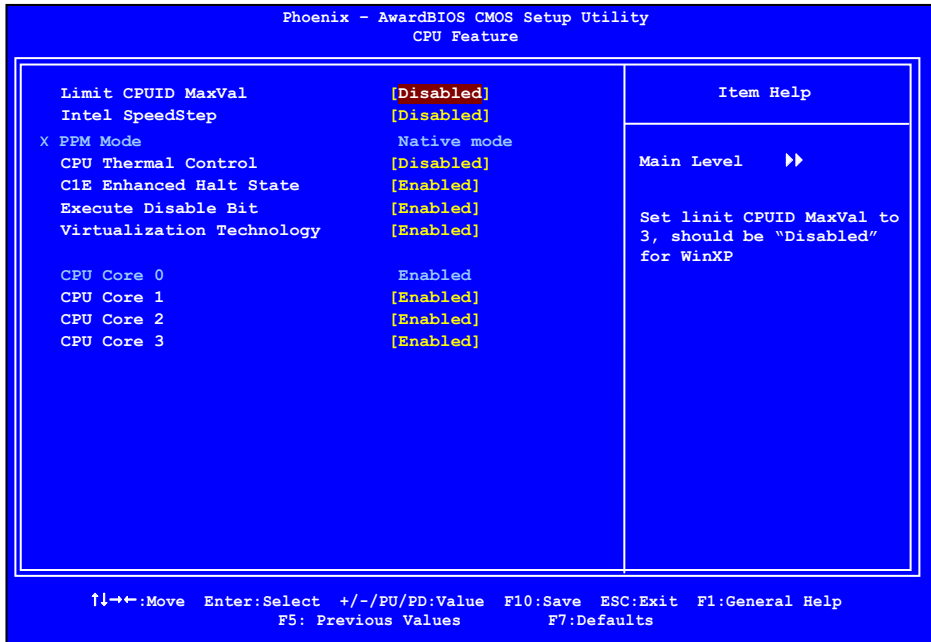 Phoenix – AwardBIOS CMOS Setup Utility
CPU Feature
Limit CPUID MaxVal [Disabled]
Intel SpeedStep [Disabled]
X PPM Mode Native mode
CPU Thermal Control [Disabled]
C1E Enhanced Halt State [Enabled]
Execute Disable Bit [Enabled]
Virtualization Technology [Enabled]
CPU Core 0 Enabled
CPU Core 1 [Enabled]
CPU Core 2 [Enabled]
CPU Core 3 [Enabled]
Item Help
Main Level ▶▶
Set linit CPUID MaxVal to
3, should be “Disabled”
for WinXP
↑↓→←:Move Enter:Select +/-/PU/PD:Value F10:Save ESC:Exit F1:General Help
F5: Previous Values F7:Defaults